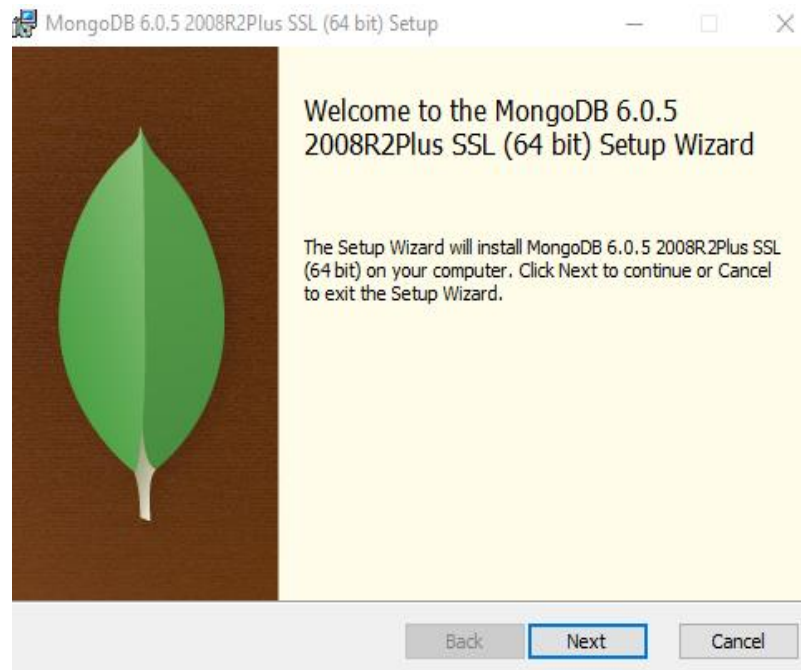 MongoDB 6.0.5 2008R2Plus SSL (64 bit) Setup
Welcome to the MongoDB 6.0.5
2008R2Plus SSL (64 bit) Setup Wizard
The Setup Wizard will install MongoDB 6.0.5 2008R2Plus SSL
(64 bit) on your computer. Click Next to continue or Cancel
to exit the Setup Wizard.
Back Next Cancel